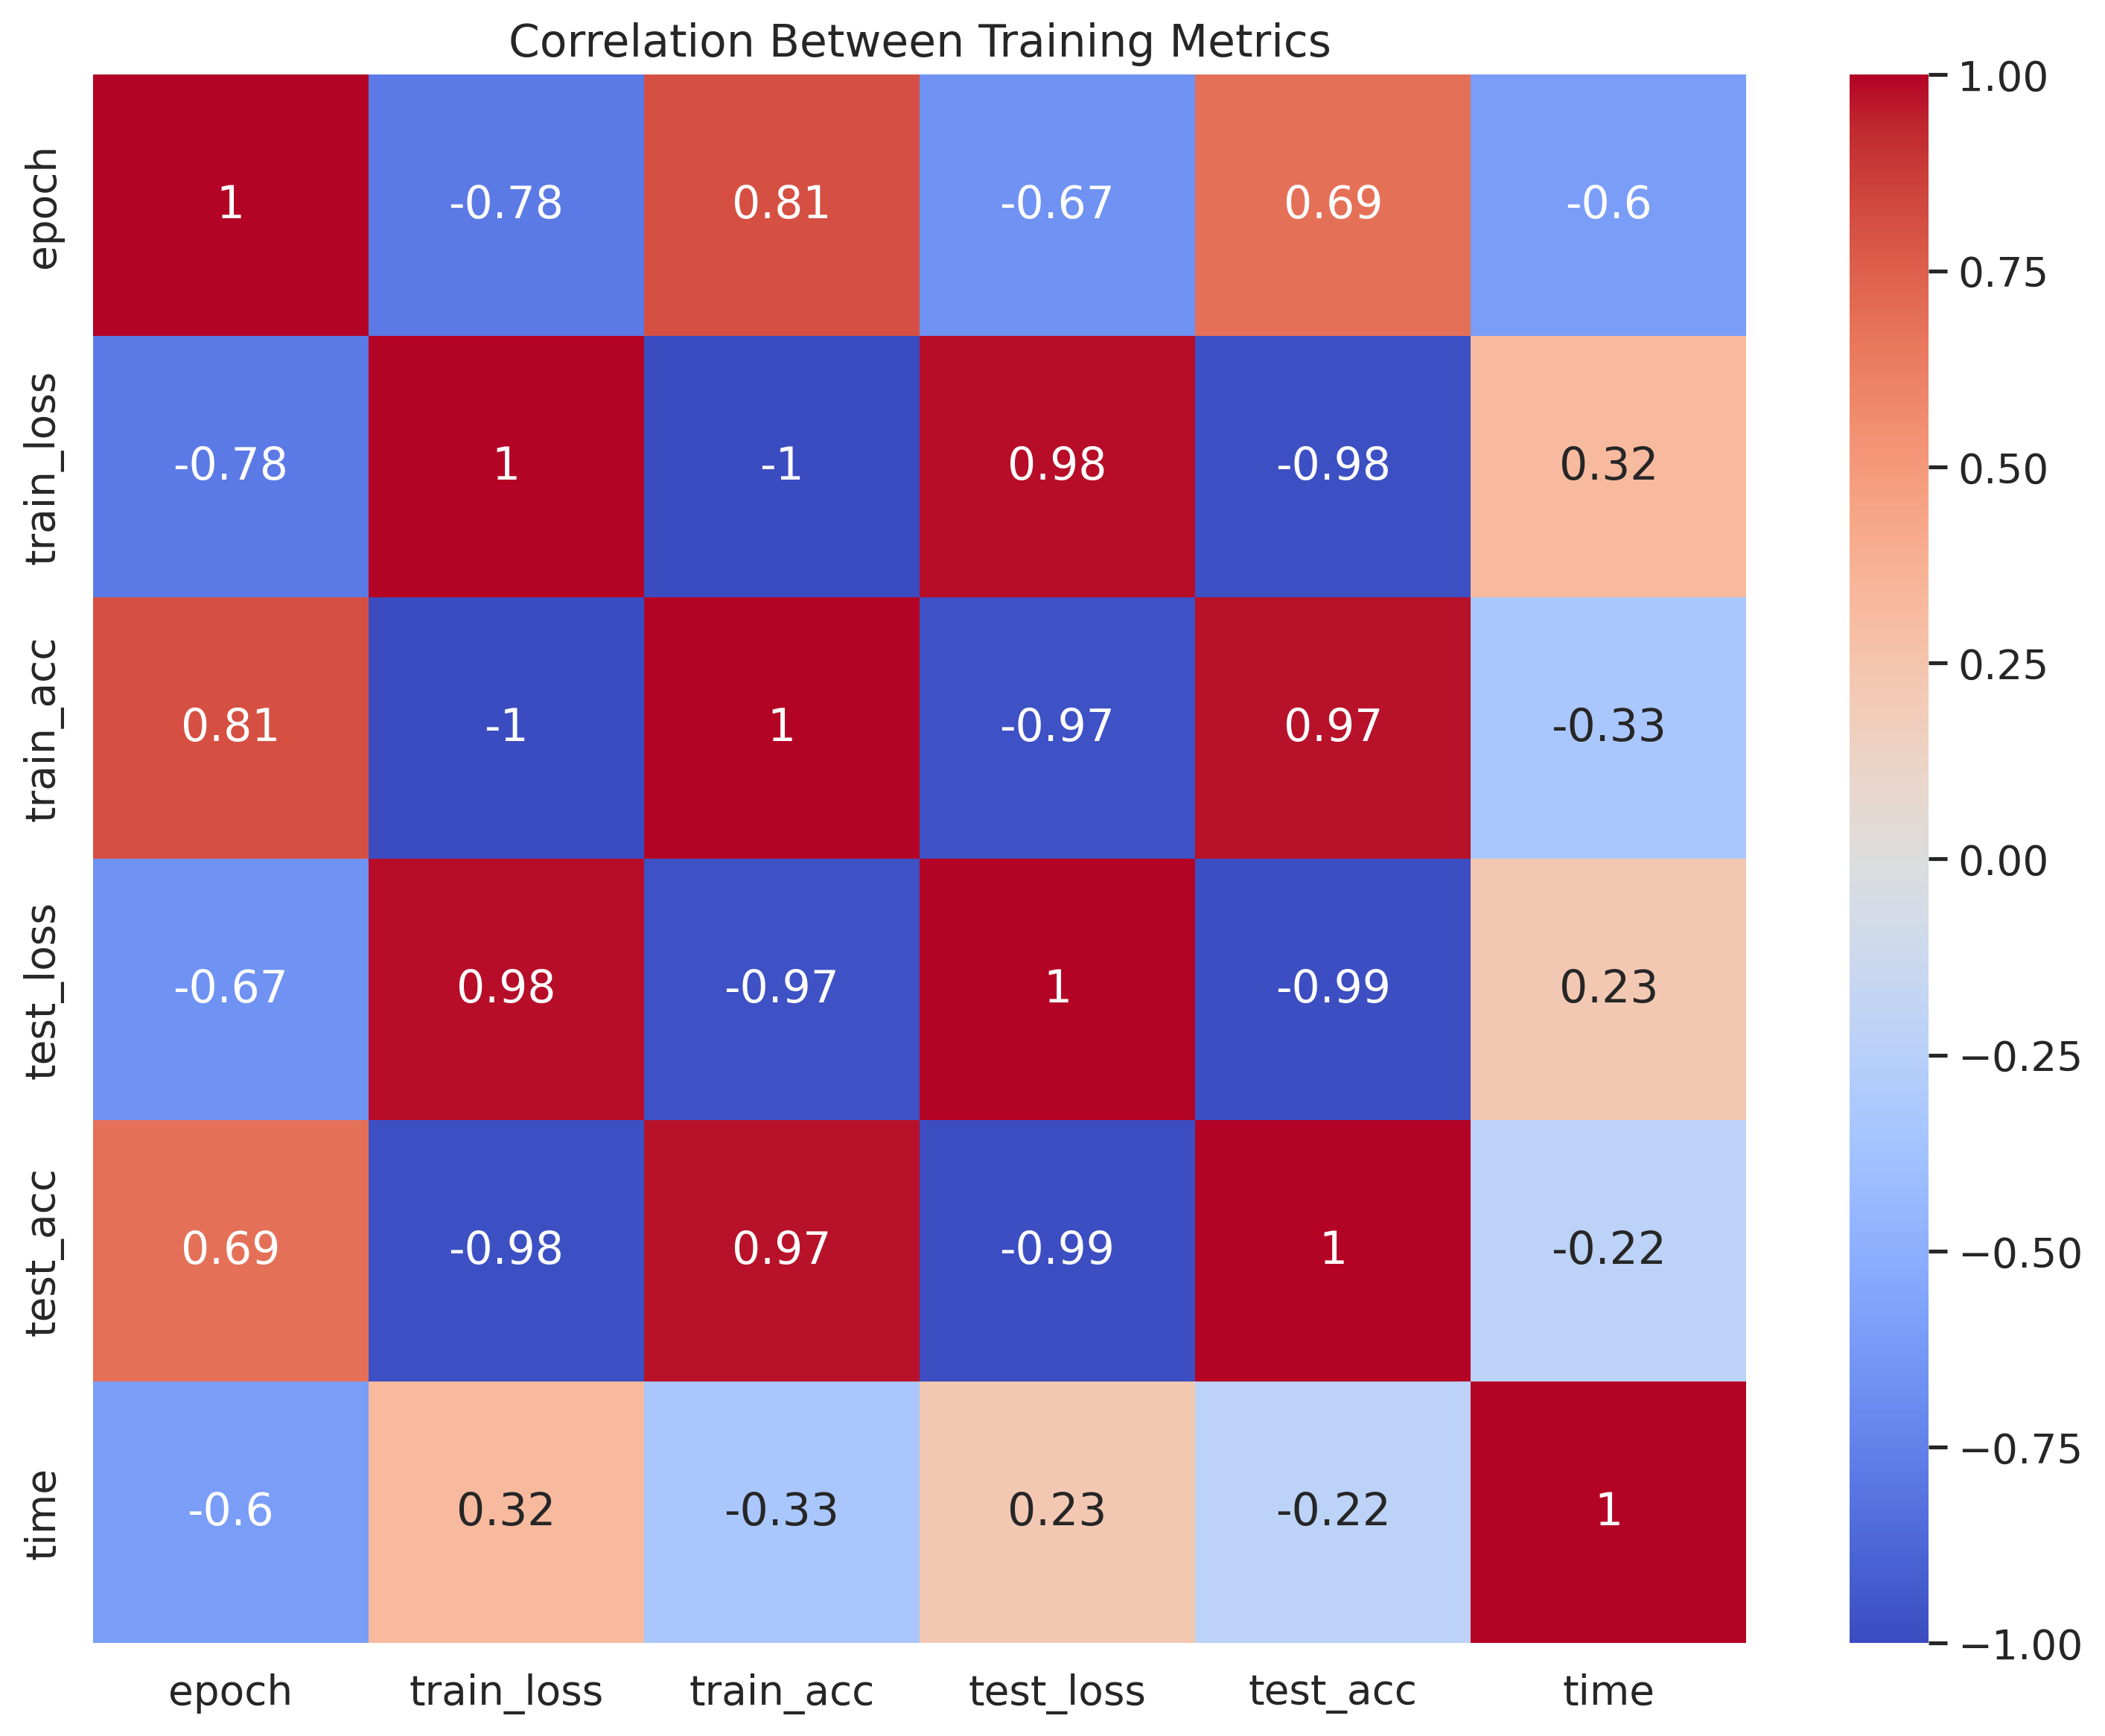 Correlation Between Training Metrics
epoch 1 -0.78 0.81 -0.67 0.69 -0.6
train_loss -0.78 1 -1 0.98 -0.98 0.32
train_acc 0.81 -1 1 -0.97 0.97 -0.33
test_loss -0.67 0.98 -0.97 1 -0.99 0.23
test_acc 0.69 -0.98 0.97 -0.99 1 -0.22
time -0.6 0.32 -0.33 0.23 -0.22 1
epoch train_loss train_acc test_loss test_acc time
1.00
0.75
0.50
0.25
0.00
−0.25
−0.50
−0.75
−1.00